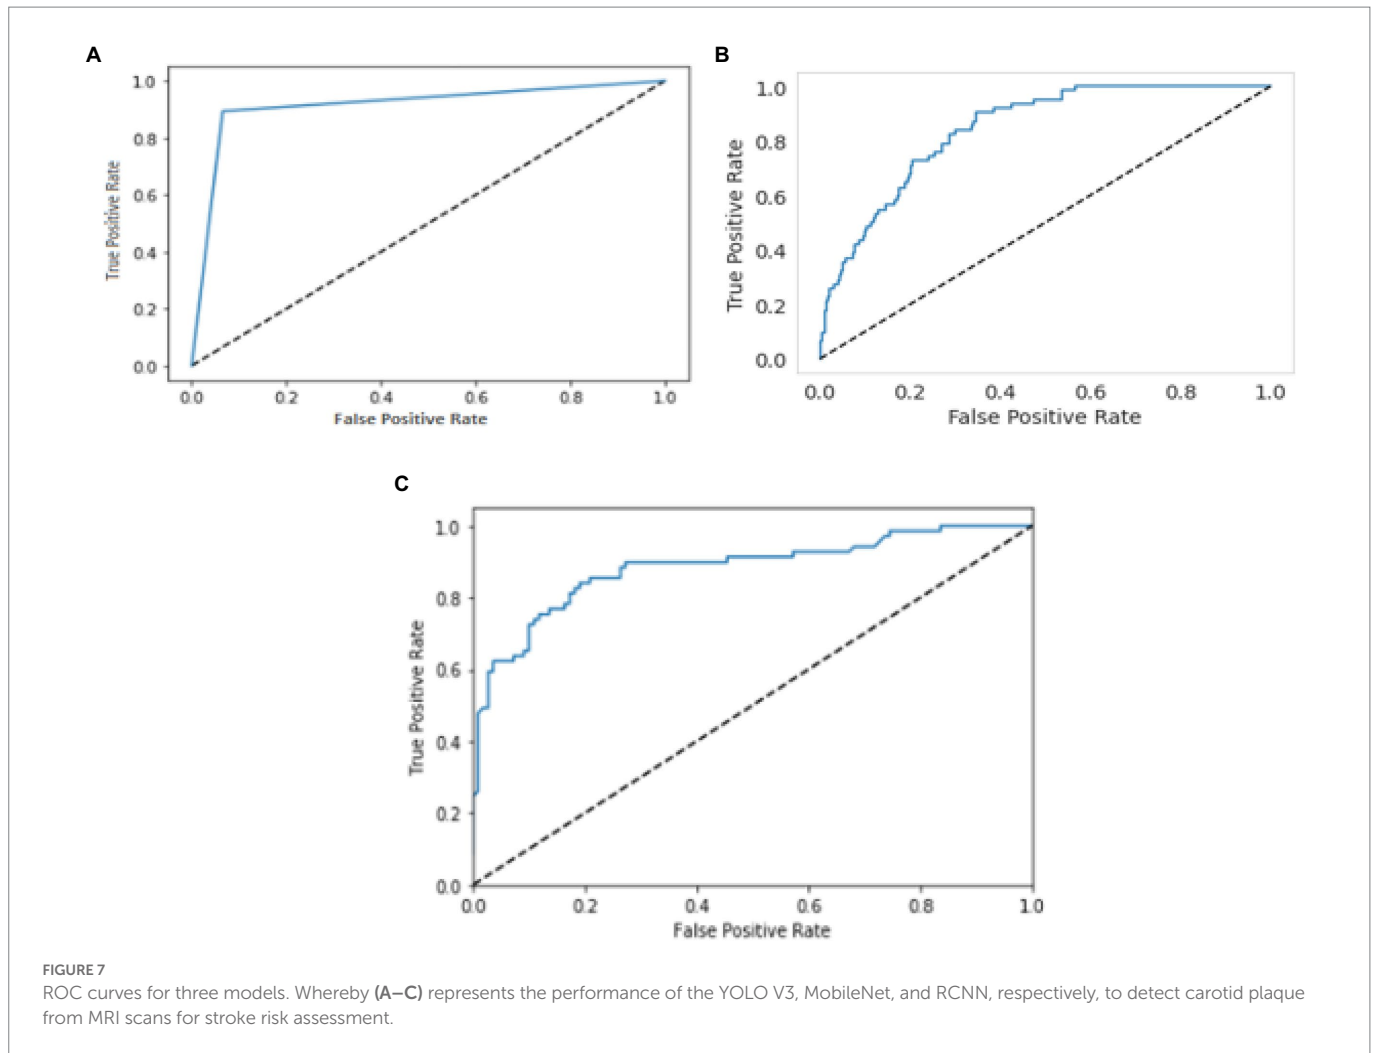 A
1.0
0.8
0.6
0.4
0.2
0.0
True Positive Rate
0.0 0.2 0.4 0.6 0.8 1.0
False Positive Rate
B
1.0
0.8
0.6
0.4
0.2
0.0
True Positive Rate
0.0 0.2 0.4 0.6 0.8 1.0
False Positive Rate
C
1.0
0.8
0.6
0.4
0.2
0.0
True Positive Rate
0.0 0.2 0.4 0.6 0.8 1.0
False Positive Rate
FIGURE 7
ROC curves for three models. Whereby (A–C) represents the performance of the YOLO V3, MobileNet, and RCNN, respectively, to detect carotid plaque
from MRI scans for stroke risk assessment.